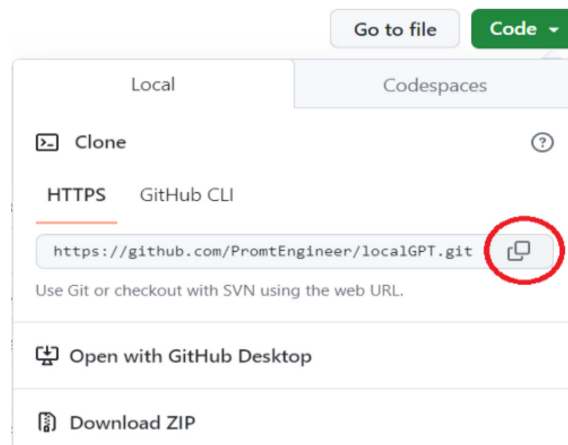 Go to file
Code
Local
Codespaces
Clone
HTTPS
GitHub CLI
https://github.com/PromtEngineer/localGPT.git
Use Git or checkout with SVN using the web URL.
Open with GitHub Desktop
Download ZIP